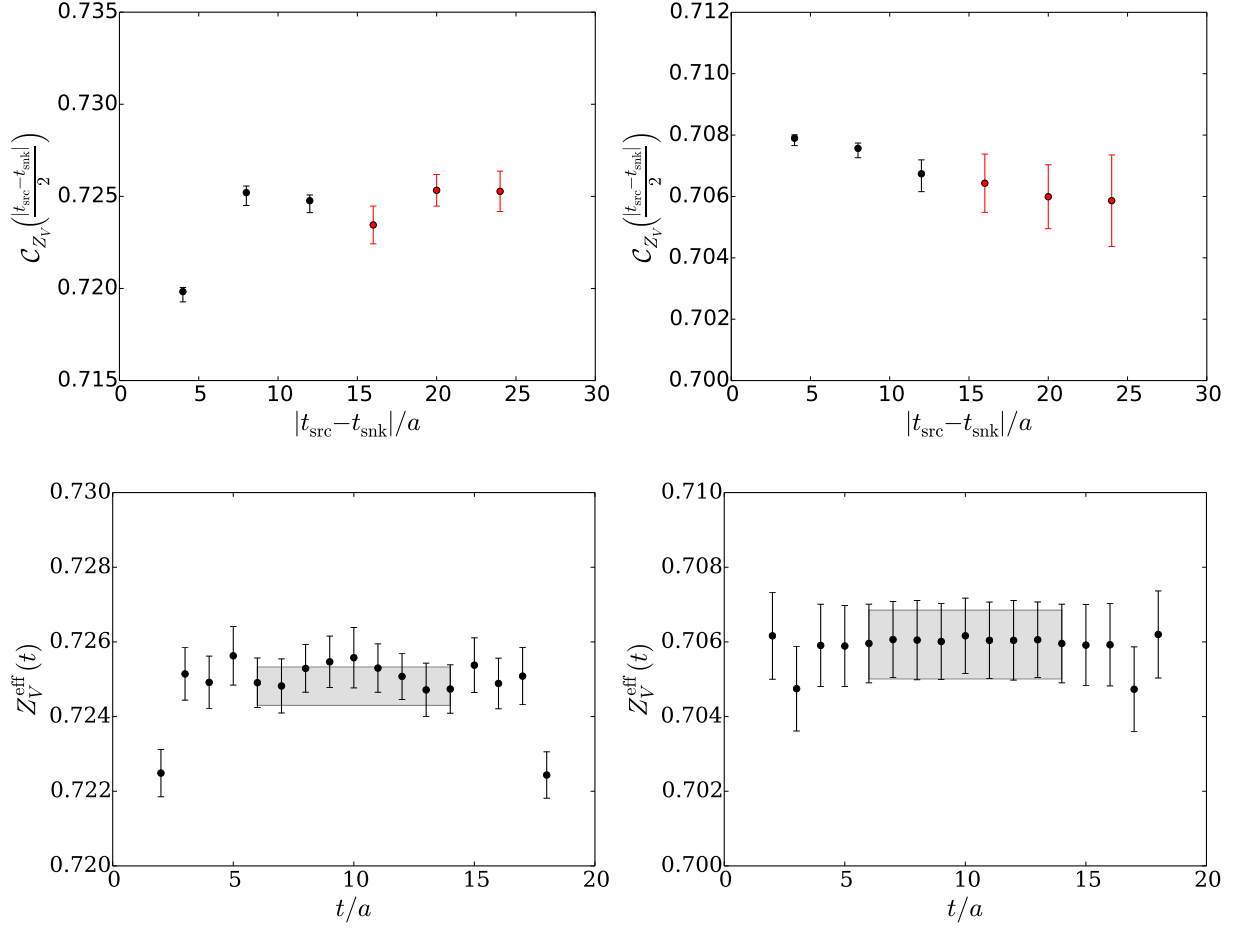 0.735
0.730
0.725
0.720
0.715
0 5 10 15 20 25 30
|t_src−t_snk|/a
𝒞_{Z_V}(|t_src−t_snk|/2)
0.712
0.710
0.708
0.706
0.704
0.702
0.700
0 5 10 15 20 25 30
|t_src−t_snk|/a
𝒞_{Z_V}(|t_src−t_snk|/2)
0.730
0.728
0.726
0.724
0.722
0.720
0 5 10 15 20
t/a
Z_V^eff(t)
0.710
0.708
0.706
0.704
0.702
0.700
0 5 10 15 20
t/a
Z_V^eff(t)